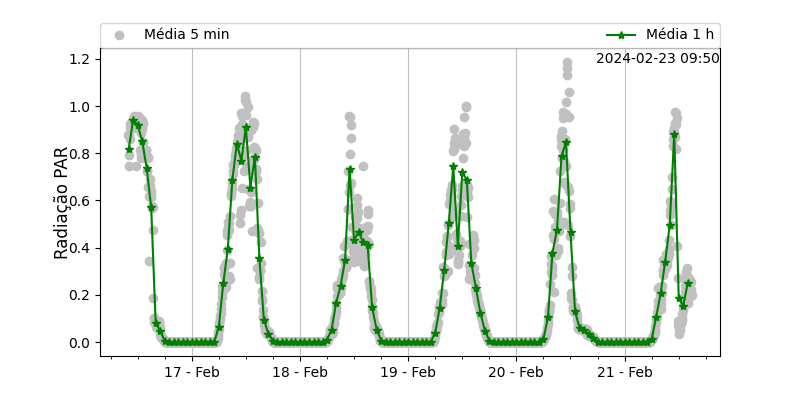 Média 5 min
Média 1 h
2024-02-23 09:50
Radiação PAR
1.2
1.0
0.8
0.6
0.4
0.2
0.0
17 - Feb
18 - Feb
19 - Feb
20 - Feb
21 - Feb